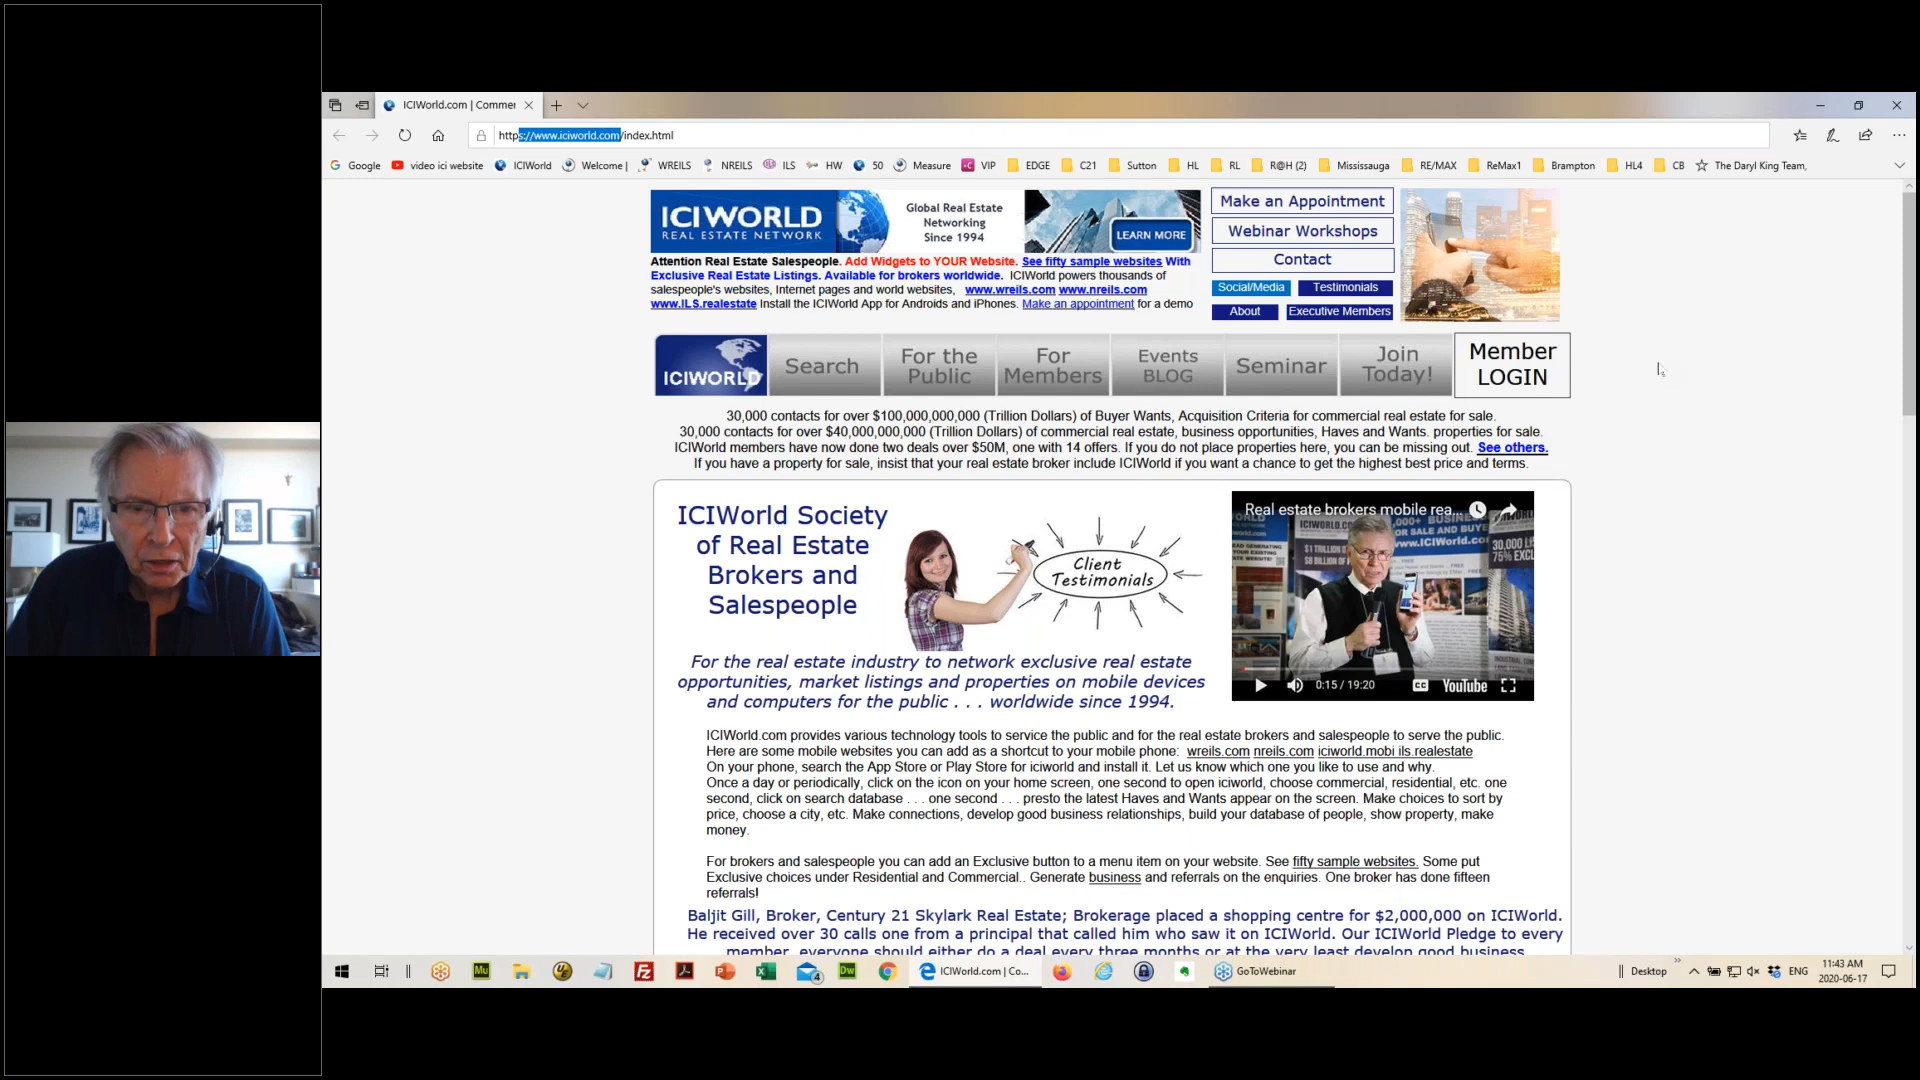 ICIWorld.com | Commer
https://www.iciworld.com/index.html
Google video ici website ICIWorld Welcome | WREILS NREILS ILS HW 50 Measure VIP EDGE C21 Sutton HL RL R@H (2) Mississauga RE/MAX ReMax1 Brampton HL4 CB The Daryl King Team,
ICIWORLD
REAL ESTATE NETWORK
Global Real Estate
Networking
Since 1994
LEARN MORE
Make an Appointment
Webinar Workshops
Contact
Social/Media Testimonials
About Executive Members
Attention Real Estate Salespeople. Add Widgets to YOUR Website. See fifty sample websites With
Exclusive Real Estate Listings. Available for brokers worldwide. ICIWorld powers thousands of
salespeople's websites, Internet pages and world websites, www.wreils.com www.nreils.com
www.ILS.realestate Install the ICIWorld App for Androids and iPhones. Make an appointment for a demo
ICIWORLD
Search
For the
Public
For
Members
Events
BLOG
Seminar
Join
Today!
Member
LOGIN
30,000 contacts for over $100,000,000,000 (Trillion Dollars) of Buyer Wants, Acquisition Criteria for commercial real estate for sale.
30,000 contacts for over $40,000,000,000 (Trillion Dollars) of commercial real estate, business opportunities, Haves and Wants. properties for sale.
ICIWorld members have now done two deals over $50M, one with 14 offers. If you do not place properties here, you can be missing out. See others.
If you have a property for sale, insist that your real estate broker include ICIWorld if you want a chance to get the highest best price and terms.
ICIWorld Society
of Real Estate
Brokers and
Salespeople
Client
Testimonials
Real estate brokers mobile rea...
0:15 / 19:20
CC
YouTube
For the real estate industry to network exclusive real estate
opportunities, market listings and properties on mobile devices
and computers for the public . . . worldwide since 1994.
ICIWorld.com provides various technology tools to service the public and for the real estate brokers and salespeople to serve the public.
Here are some mobile websites you can add as a shortcut to your mobile phone: wreils.com nreils.com iciworld.mobi ils.realestate
On your phone, search the App Store or Play Store for iciworld and install it. Let us know which one you like to use and why.
Once a day or periodically, click on the icon on your home screen, one second to open iciworld, choose commercial, residential, etc. one
second, click on search database . . . one second . . . presto the latest Haves and Wants appear on the screen. Make choices to sort by
price, choose a city, etc. Make connections, develop good business relationships, build your database of people, show property, make
money.
For brokers and salespeople you can add an Exclusive button to a menu item on your website. See fifty sample websites. Some put
Exclusive choices under Residential and Commercial.. Generate business and referrals on the enquiries. One broker has done fifteen
referrals!
Baljit Gill, Broker, Century 21 Skylark Real Estate; Brokerage placed a shopping centre for $2,000,000 on ICIWorld.
He received over 30 calls one from a principal that called him who saw it on ICIWorld. Our ICIWorld Pledge to every
member, everyone should either do a deal every three months or at the very least develop good business
Mu Fz Dw 4 ICIWorld.com | Co... GoToWebinar
Desktop ENG
11:43 AM
2020-06-17